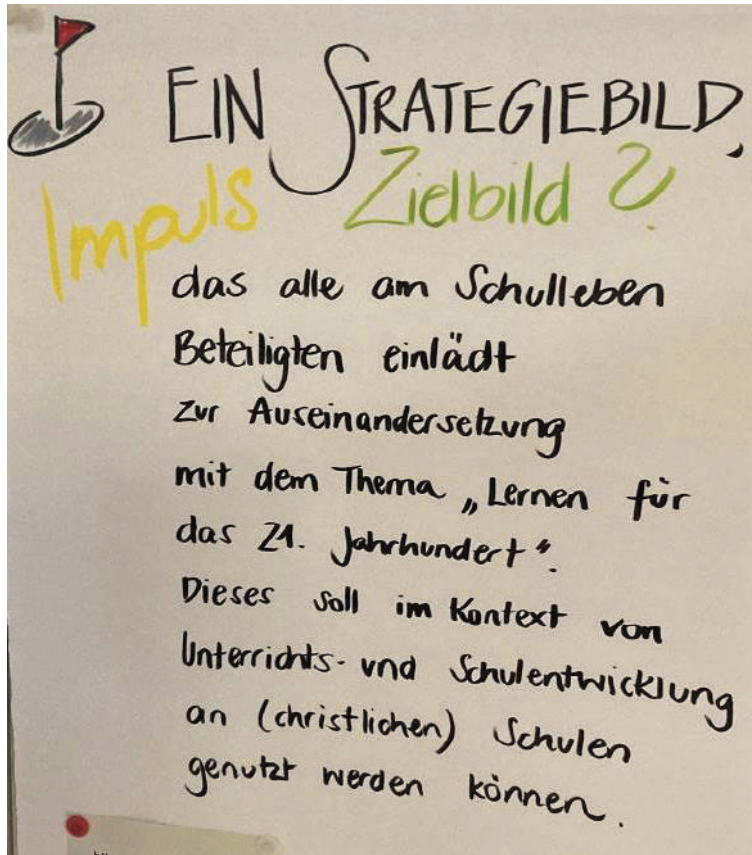 EIN STRATEGIEBILD,
Impuls Zielbild?
das alle am Schulleben
Beteiligten einlädt
zur Auseinandersetzung
mit dem Thema „Lernen für
das 21. Jahrhundert“.
Dieses soll im Kontext von
Unterrichts- und Schulentwicklung
an (christlichen) Schulen
genutzt werden können.